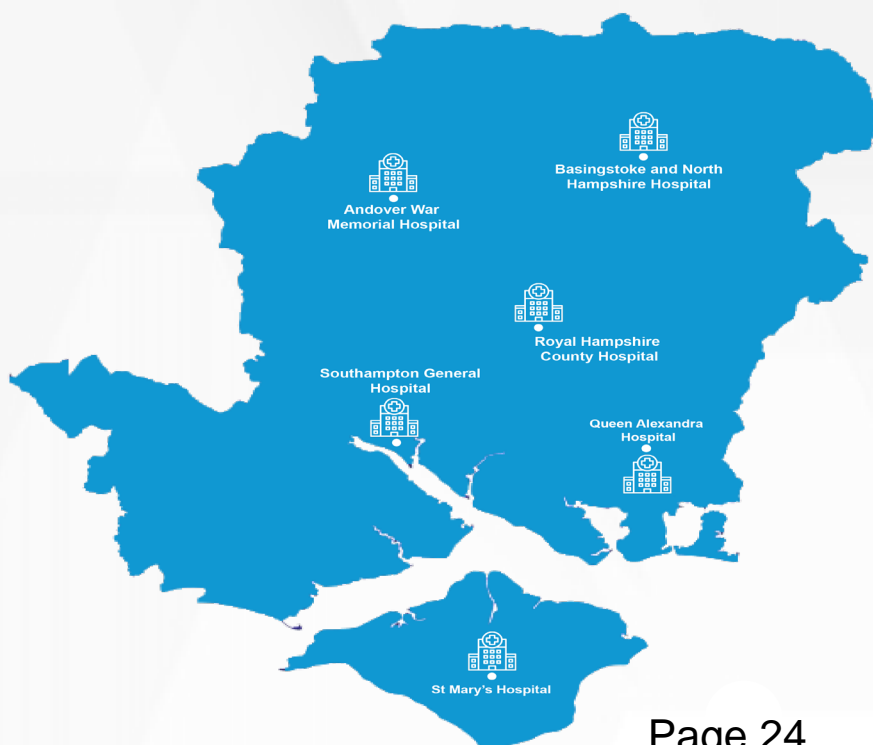 Basingstoke and North
Hampshire Hospital
Andover War
Memorial Hospital
Royal Hampshire
County Hospital
Southampton General
Hospital
Queen Alexandra
Hospital
St Mary's Hospital
Page 24